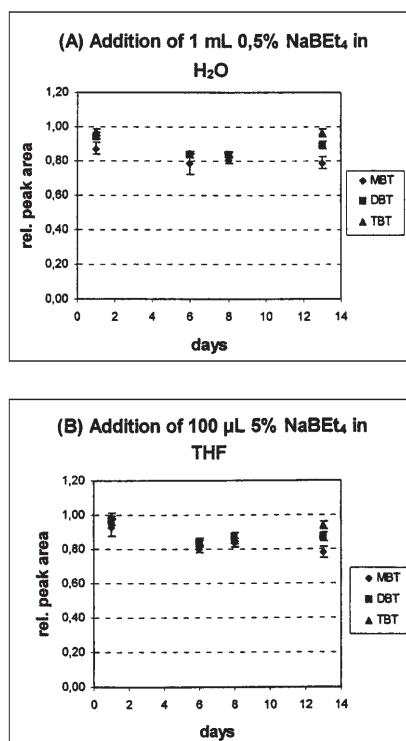 (A) Addition of 1 mL 0,5% NaBEt₄ in
H₂O
1,20
1,00
0,80
0,60
0,40
0,20
0,00
0 2 4 6 8 10 12 14
rel. peak area
days
MBT
DBT
TBT
(B) Addition of 100 µL 5% NaBEt₄ in
THF
1,20
1,00
0,80
0,60
0,40
0,20
0,00
0 2 4 6 8 10 12 14
rel. peak area
days
MBT
DBT
TBT